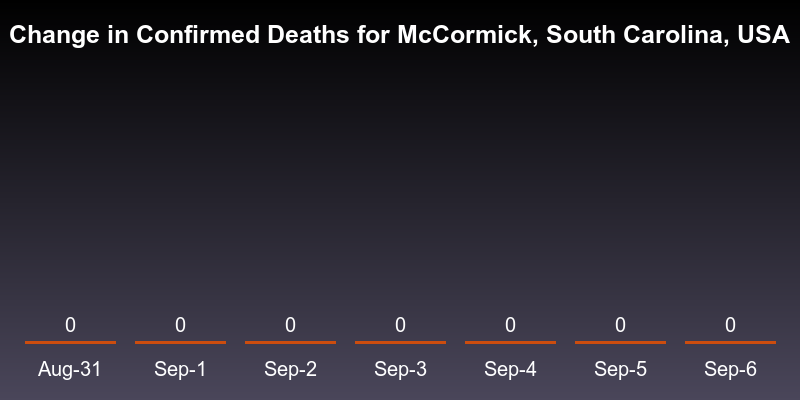 Change in Confirmed Deaths for McCormick, South Carolina, USA
0 0 0 0 0 0 0
Aug-31 Sep-1 Sep-2 Sep-3 Sep-4 Sep-5 Sep-6